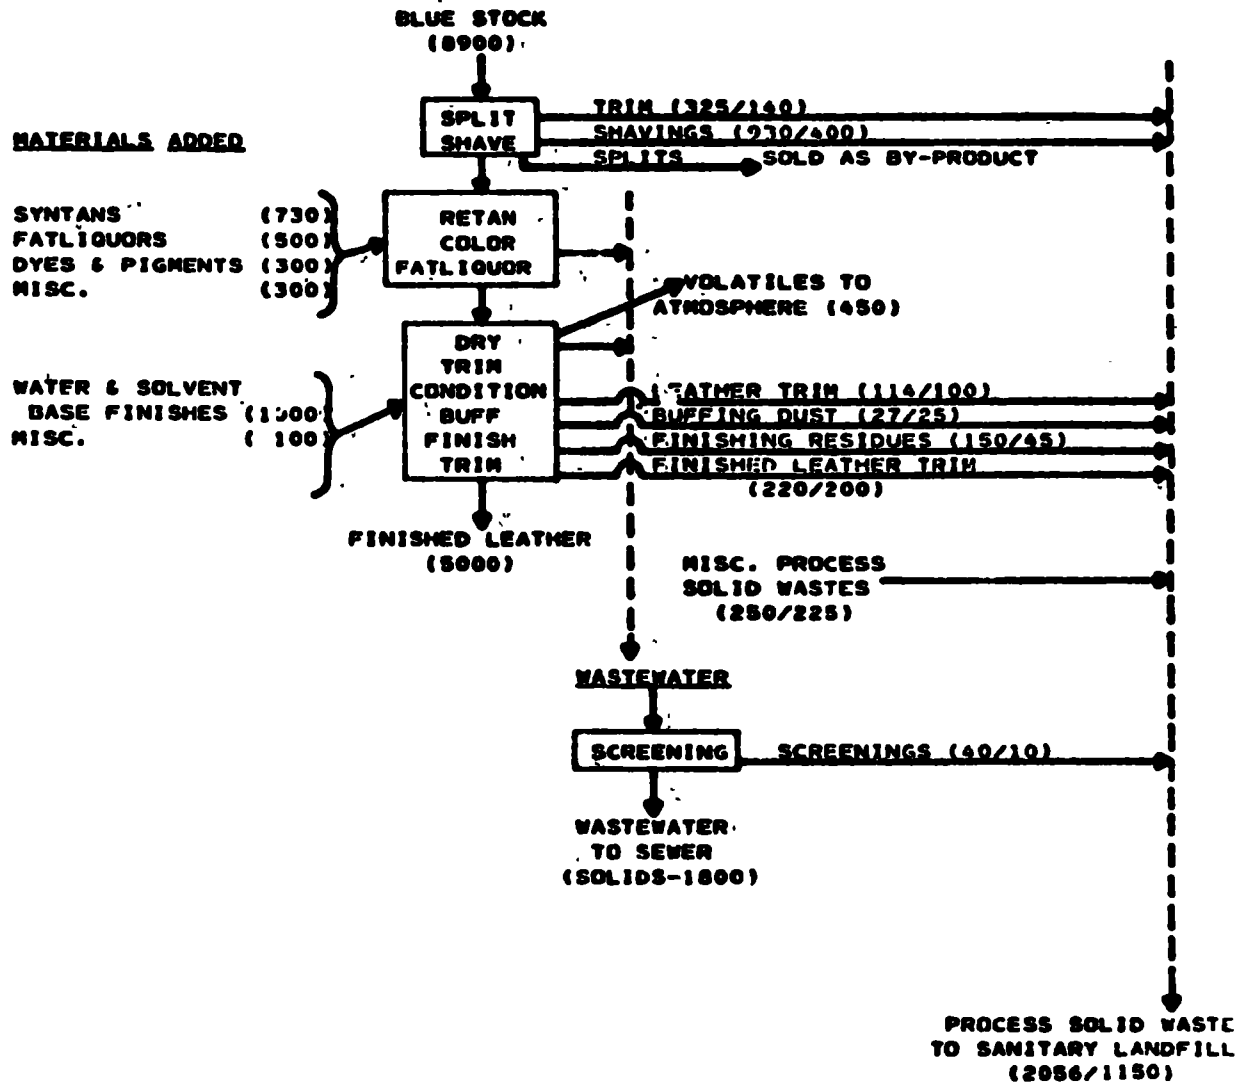 BLUE STOCK
(8900)
SPLIT
SHAVE
TRIM (325/140)
SHAVINGS (930/400)
SPLITS
SOLD AS BY-PRODUCT
MATERIALS ADDED
SYNTANS (730)
FATLIQUORS (500)
DYES & PIGMENTS (300)
MISC. (300)
RETAN
COLOR
FATLIQUOR
VOLATILES TO
ATMOSPHERE (450)
WATER & SOLVENT
BASE FINISHES
MISC. ( 100)
DRY
TRIM
CONDITION
BUFF
FINISH
TRIM
LEATHER TRIM (114/100)
BUFFING DUST (27/25)
FINISHING RESIDUES (150/45)
FINISHED LEATHER TRIM
(220/200)
FINISHED LEATHER
(5000)
MISC. PROCESS
SOLID WASTES
(250/225)
WASTEWATER
SCREENING
SCREENINGS (40/10)
WASTEWATER
TO SEWER
(SOLIDS-1800)
PROCESS SOLID WASTE
TO SANITARY LANDFILL
(2056/1150)